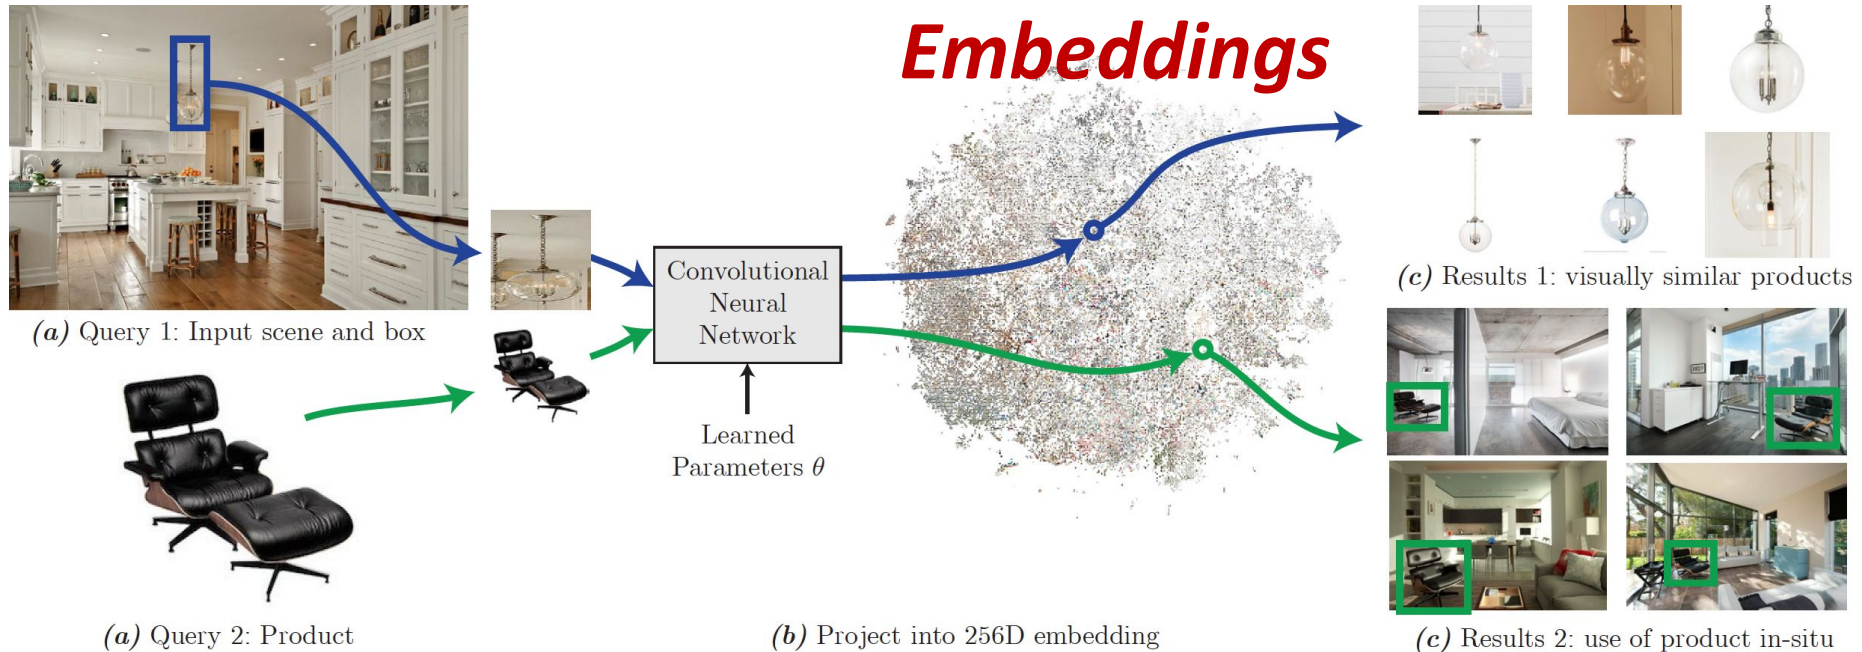 Embeddings
(a) Query 1: Input scene and box
Convolutional
Neural
Network
Learned
Parameters θ
(a) Query 2: Product
(b) Project into 256D embedding
(c) Results 1: visually similar products
(c) Results 2: use of product in-situ